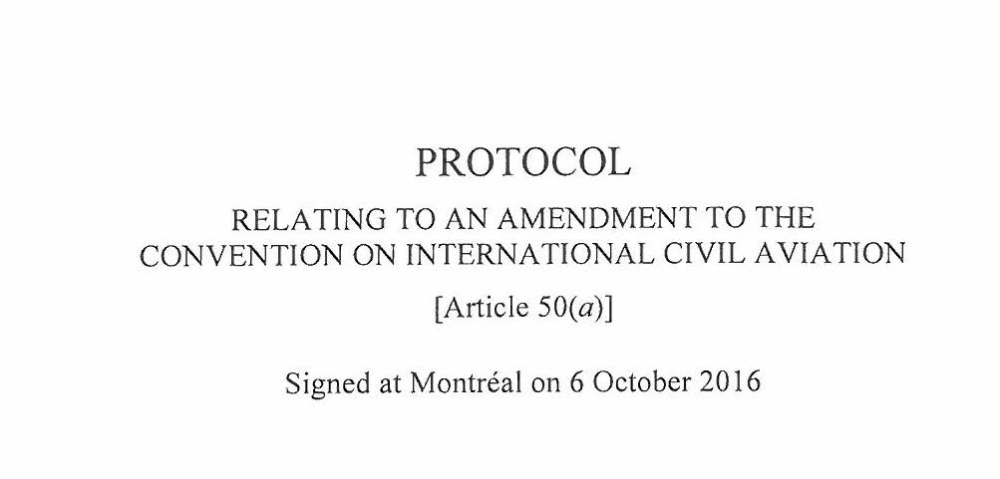 PROTOCOL
RELATING TO AN AMENDMENT TO THE
CONVENTION ON INTERNATIONAL CIVIL AVIATION
[Article 50(a)]
Signed at Montréal on 6 October 2016